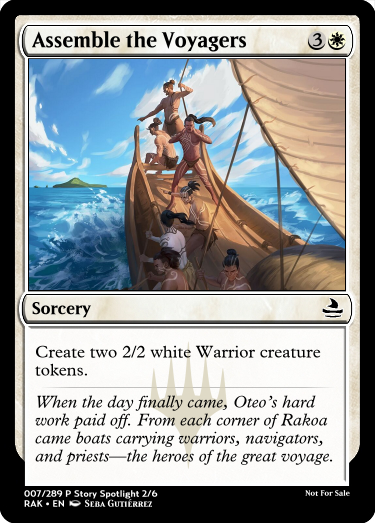 Assemble the Voyagers 3
Sorcery
Create two 2/2 white Warrior creature
tokens.
When the day finally came, Oteo's hard
work paid off. From each corner of Rakoa
came boats carrying warriors, navigators,
and priests—the heroes of the great voyage.
007/289 P Story Spotlight 2/6
Not For Sale
RAK • EN Seba Gutiérrez